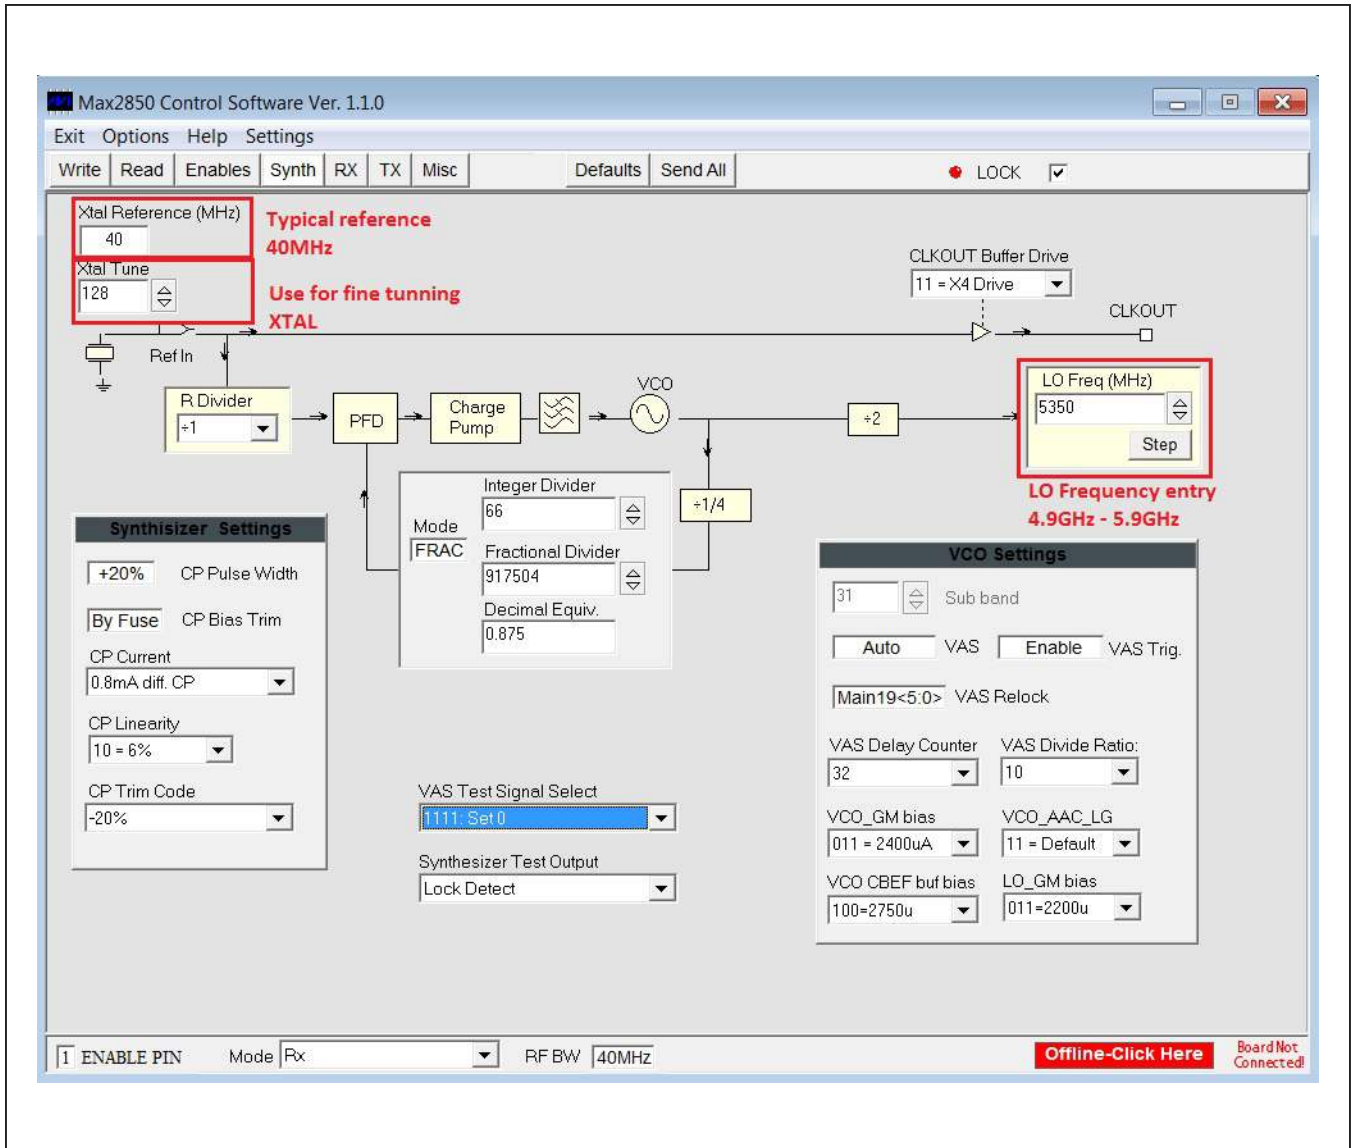 Max2850 Control Software Ver. 1.1.0
Exit Options Help Settings
Write Read Enables Synth RX TX Misc Defaults Send All LOCK
Xtal Reference (MHz)
40
Typical reference
40MHz
Xtal Tune
128
Use for fine tunning
XTAL
CLKOUT Buffer Drive
11 = X4 Drive
CLKOUT
Ref In
R Divider
÷1
PFD
Charge
Pump
VCO
÷2
LO Freq (MHz)
5350
Step
LO Frequency entry
4.9GHz - 5.9GHz
÷1/4
Mode
FRAC
Integer Divider
66
Fractional Divider
917504
Decimal Equiv.
0.875
Synthisizer Settings
+20% CP Pulse Width
By Fuse CP Bias Trim
CP Current
0.8mA diff. CP
CP Linearity
10 = 6%
CP Trim Code
-20%
VAS Test Signal Select
1111: Set 0
Synthesizer Test Output
Lock Detect
VCO Settings
31 Sub band
Auto VAS Enable VAS Trig.
Main19<5:0> VAS Relock
VAS Delay Counter VAS Divide Ratio:
32 10
VCO_GM bias VCO_AAC_LG
011 = 2400uA 11 = Default
VCO CBEF buf bias LO_GM bias
100=2750u 011=2200u
1 ENABLE PIN Mode Rx RF BW 40MHz
Offline-Click Here
Board Not
Connected!